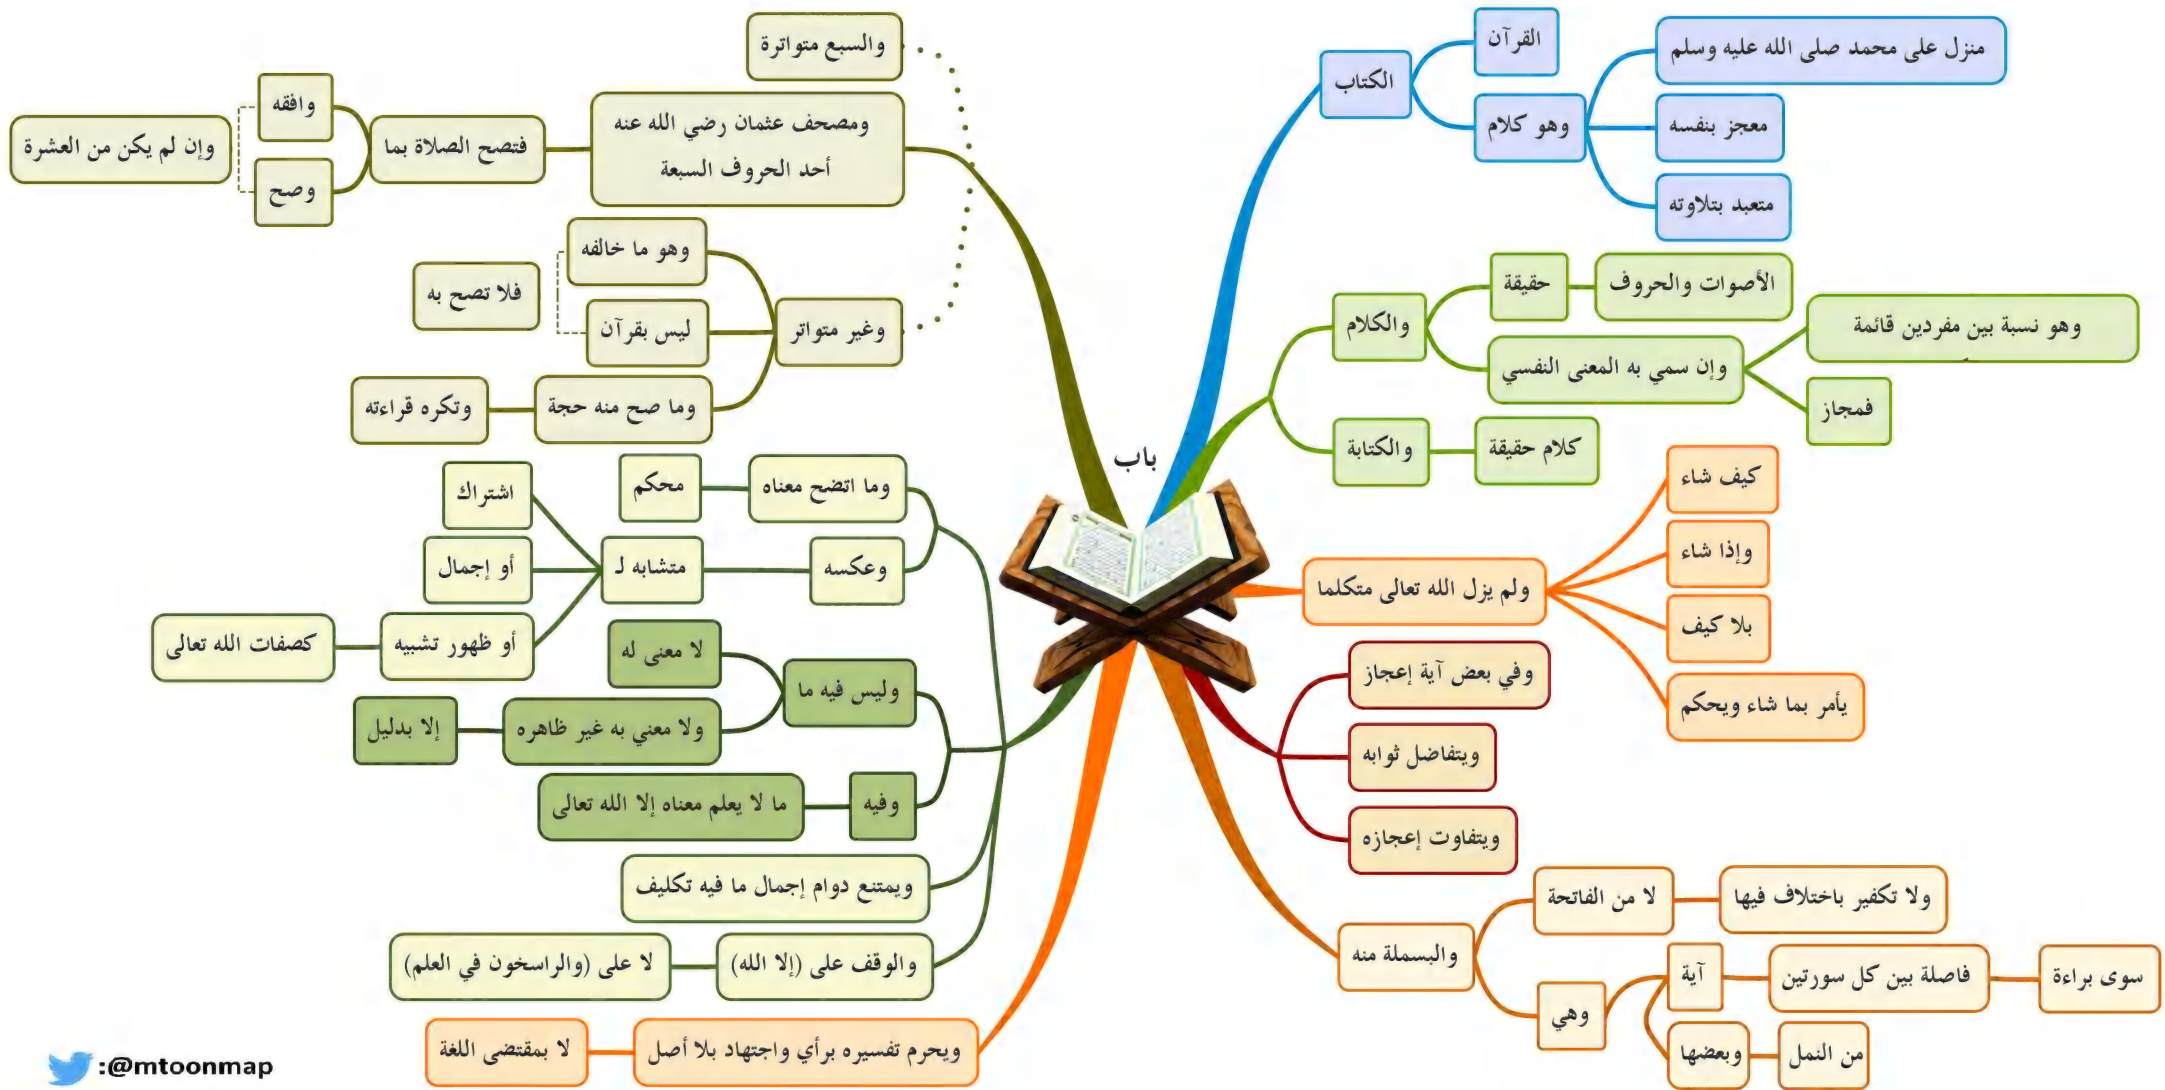 باب
الكتاب
القرآن
وهو كلام
منزل على محمد صلى الله عليه وسلم
معجز بنفسه
متعبد بتلاوته
والكلام
حقيقة
الأصوات والحروف
وإن سمي به المعنى النفسي
وهو نسبة بين مفردين قائمة
فمجاز
والكتابة
كلام حقيقة
ولم يزل الله تعالى متكلما
كيف شاء
وإذا شاء
بلا كيف
يأمر بما شاء ويحكم
وفي بعض آية إعجاز
ويتفاضل ثوابه
ويتفاوت إعجازه
والبسملة منه
لا من الفاتحة
ولا تكفير باختلاف فيها
وهي
آية
فاصلة بين كل سورتين
سوى براءة
وبعضها
من النمل
والسبع متواترة
ومصحف عثمان رضي الله عنه
أحد الحروف السبعة
فتصح الصلاة بما
وافقه
وصح
وإن لم يكن من العشرة
وغير متواتر
وهو ما خالفه
ليس بقرآن
فلا تصح به
وما صح منه حجة
وتكره قراءته
وما اتضح معناه
محكم
وعكسه
متشابه لـ
اشتراك
أو إجمال
أو ظهور تشبيه
كصفات الله تعالى
وليس فيه ما
لا معنى له
ولا معني به غير ظاهره
إلا بدليل
وفيه
ما لا يعلم معناه إلا الله تعالى
ويمتنع دوام إجمال ما فيه تكليف
والوقف على (إلا الله)
لا على (والراسخون في العلم)
ويحرم تفسيره برأي واجتهاد بلا أصل
لا بمقتضى اللغة
:@mtoonmap